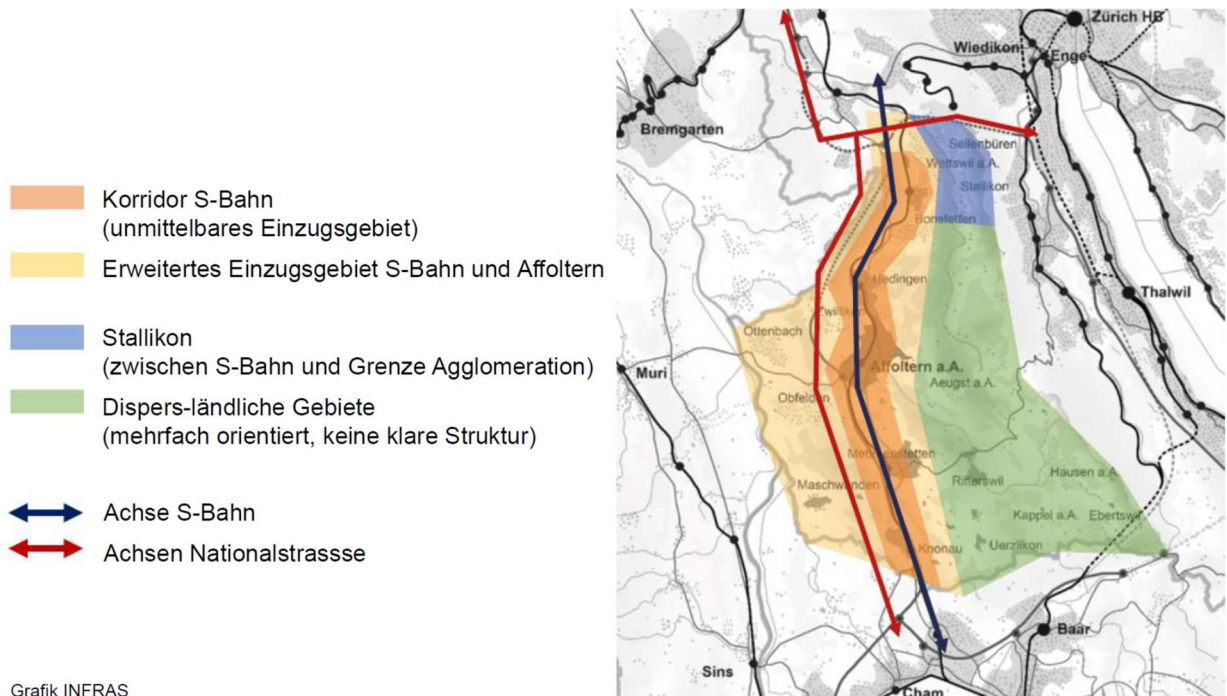 Korridor S-Bahn
(unmittelbares Einzugsgebiet)
Erweitertes Einzugsgebiet S-Bahn und Affoltern
Stallikon
(zwischen S-Bahn und Grenze Agglomeration)
Dispers-ländliche Gebiete
(mehrfach orientiert, keine klare Struktur)
Achse S-Bahn
Achsen Nationalstrassse
Grafik INFRAS
Zürich HB
Wiedikon
Enge
Bremgarten
Sellenbüren
Wettswil a.A.
Stallikon
Bonstetten
Hedingen
Thalwil
Zwillikon
Ottenbach
Muri
Affoltern a.A.
Aeugst a.A.
Obfelden
Mettmenstetten
Hausen a.A.
Rifferswil
Maschwanden
Kappel a.A.
Ebertswil
Knonau
Uerzlikon
Baar
Sins
Cham